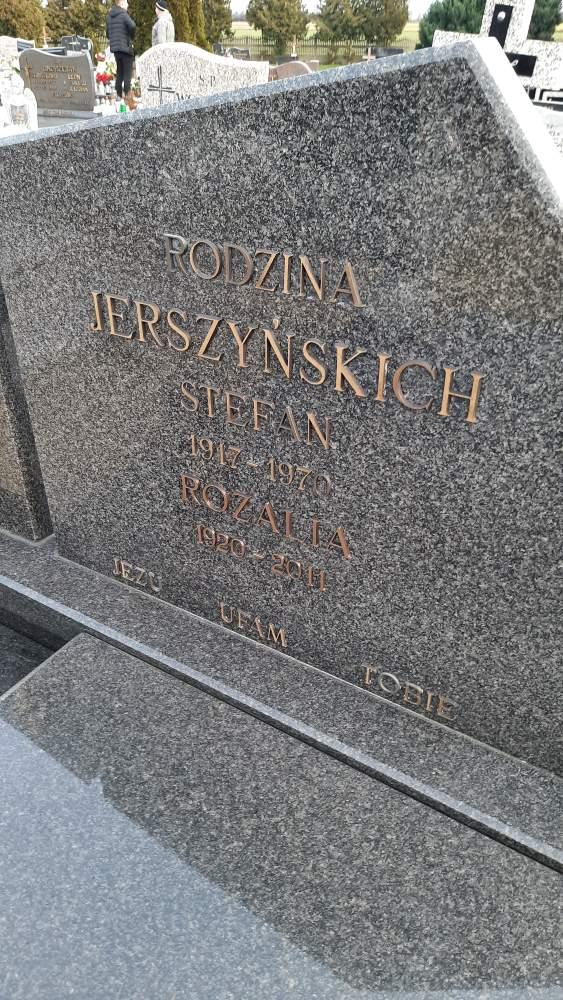 RODZINA
JERSZYŃSKICH
STEFAN
1917-1970
ROZALIA
1920-2011
JEZU UFAM TOBIE